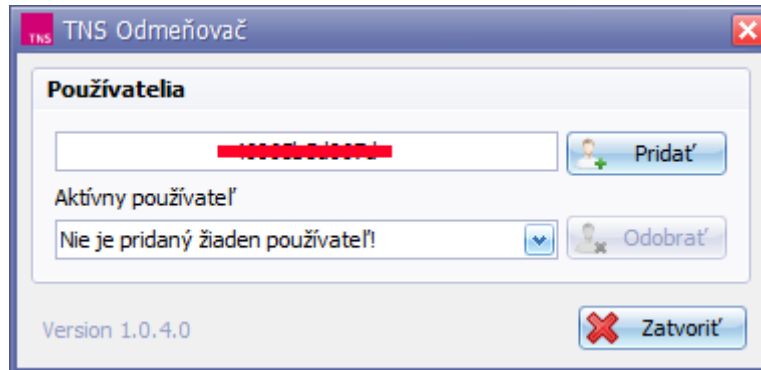 TNS TNS Odmeňovač
Používatelia
Pridať
Aktívny používateľ
Nie je pridaný žiaden používateľ!
Odobrať
Version 1.0.4.0
Zatvoriť